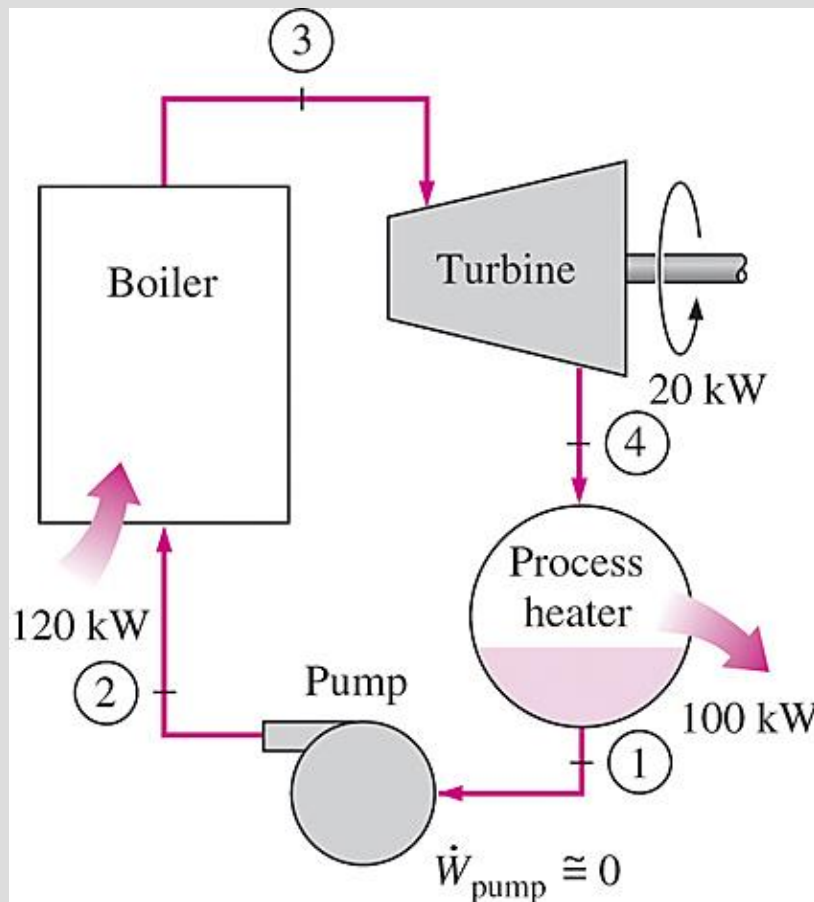 3
Boiler
Turbine
20 kW
4
Process
heater
120 kW
2
Pump
100 kW
1
Ẇpump ≅ 0